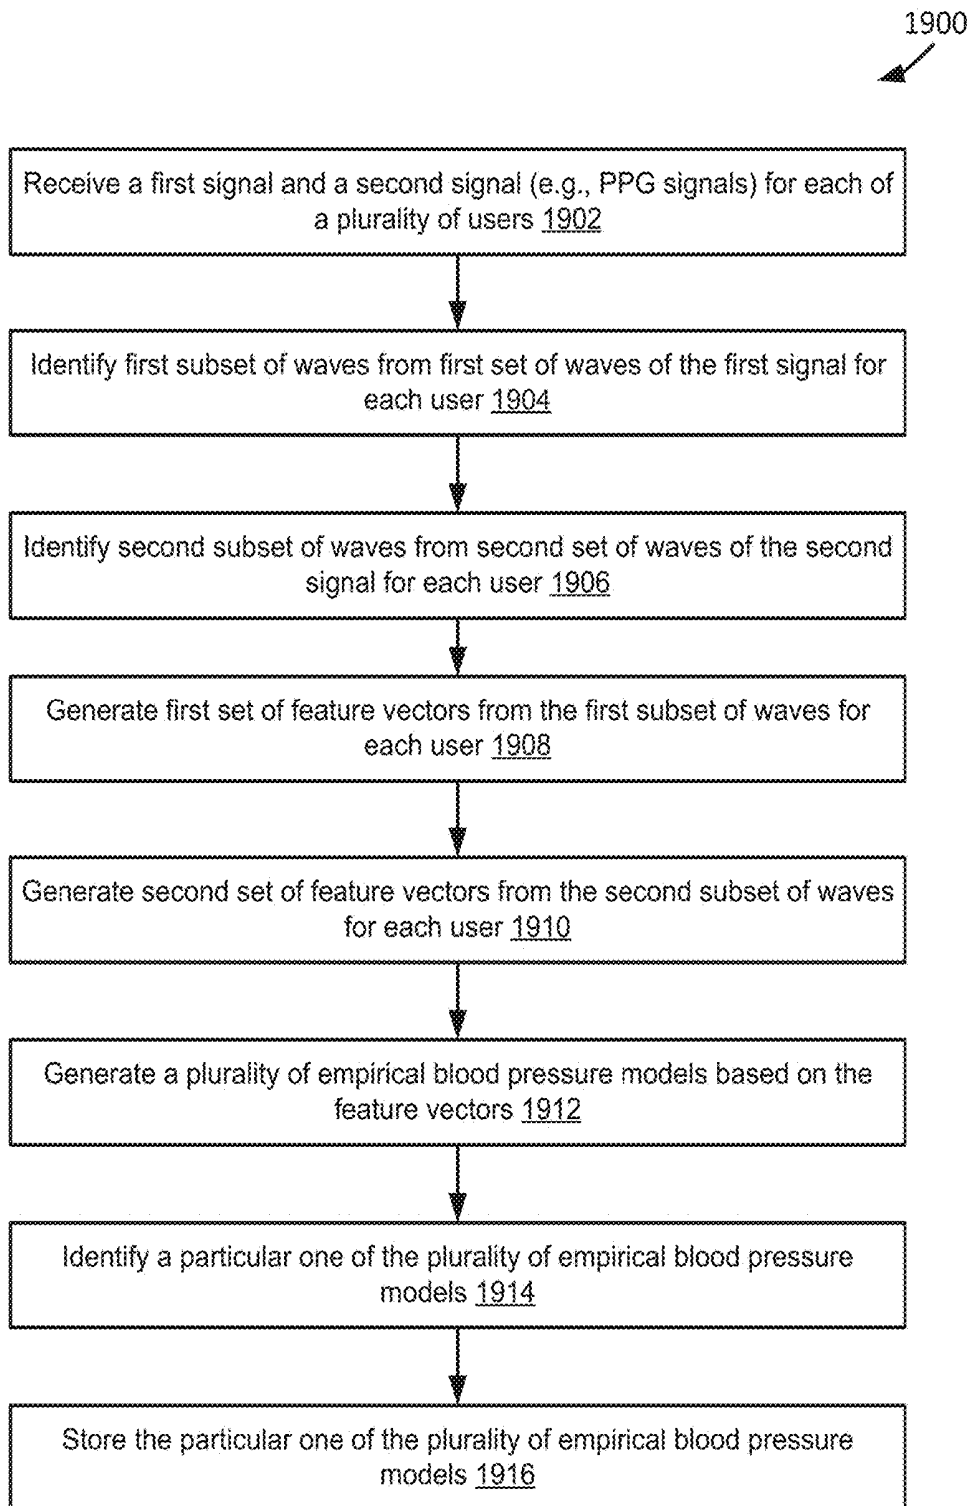 1900
Receive a first signal and a second signal (e.g., PPG signals) for each of
a plurality of users 1902
Identify first subset of waves from first set of waves of the first signal for
each user 1904
Identify second subset of waves from second set of waves of the second
signal for each user 1906
Generate first set of feature vectors from the first subset of waves for
each user 1908
Generate second set of feature vectors from the second subset of waves
for each user 1910
Generate a plurality of empirical blood pressure models based on the
feature vectors 1912
Identify a particular one of the plurality of empirical blood pressure
models 1914
Store the particular one of the plurality of empirical blood pressure
models 1916